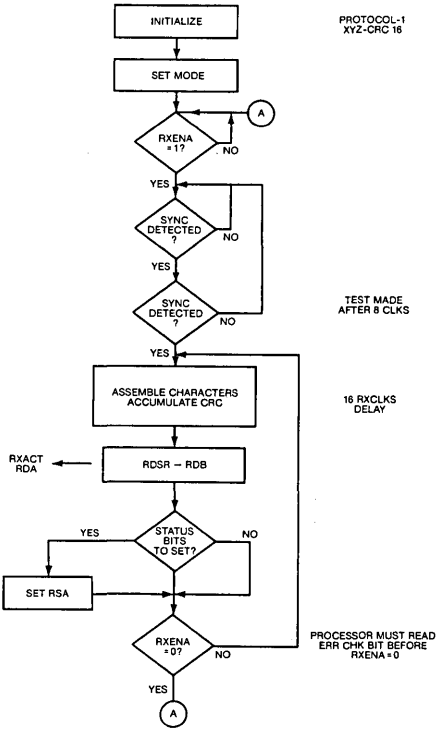 INITIALIZE
PROTOCOL-1
XYZ-CRC 16
SET MODE
A
RXENA
=1?
NO
YES
SYNC
DETECTED
?
NO
YES
SYNC
DETECTED
?
NO
TEST MADE
AFTER 8 CLKS
YES
ASSEMBLE CHARACTERS
ACCUMULATE CRC
16 RXCLKS
DELAY
RXACT
RDA
RDSR — RDB
STATUS
BITS
TO SET?
YES
NO
SET RSA
RXENA
=0?
NO
PROCESSOR MUST READ
ERR CHK BIT BEFORE
RXENA=0
YES
A